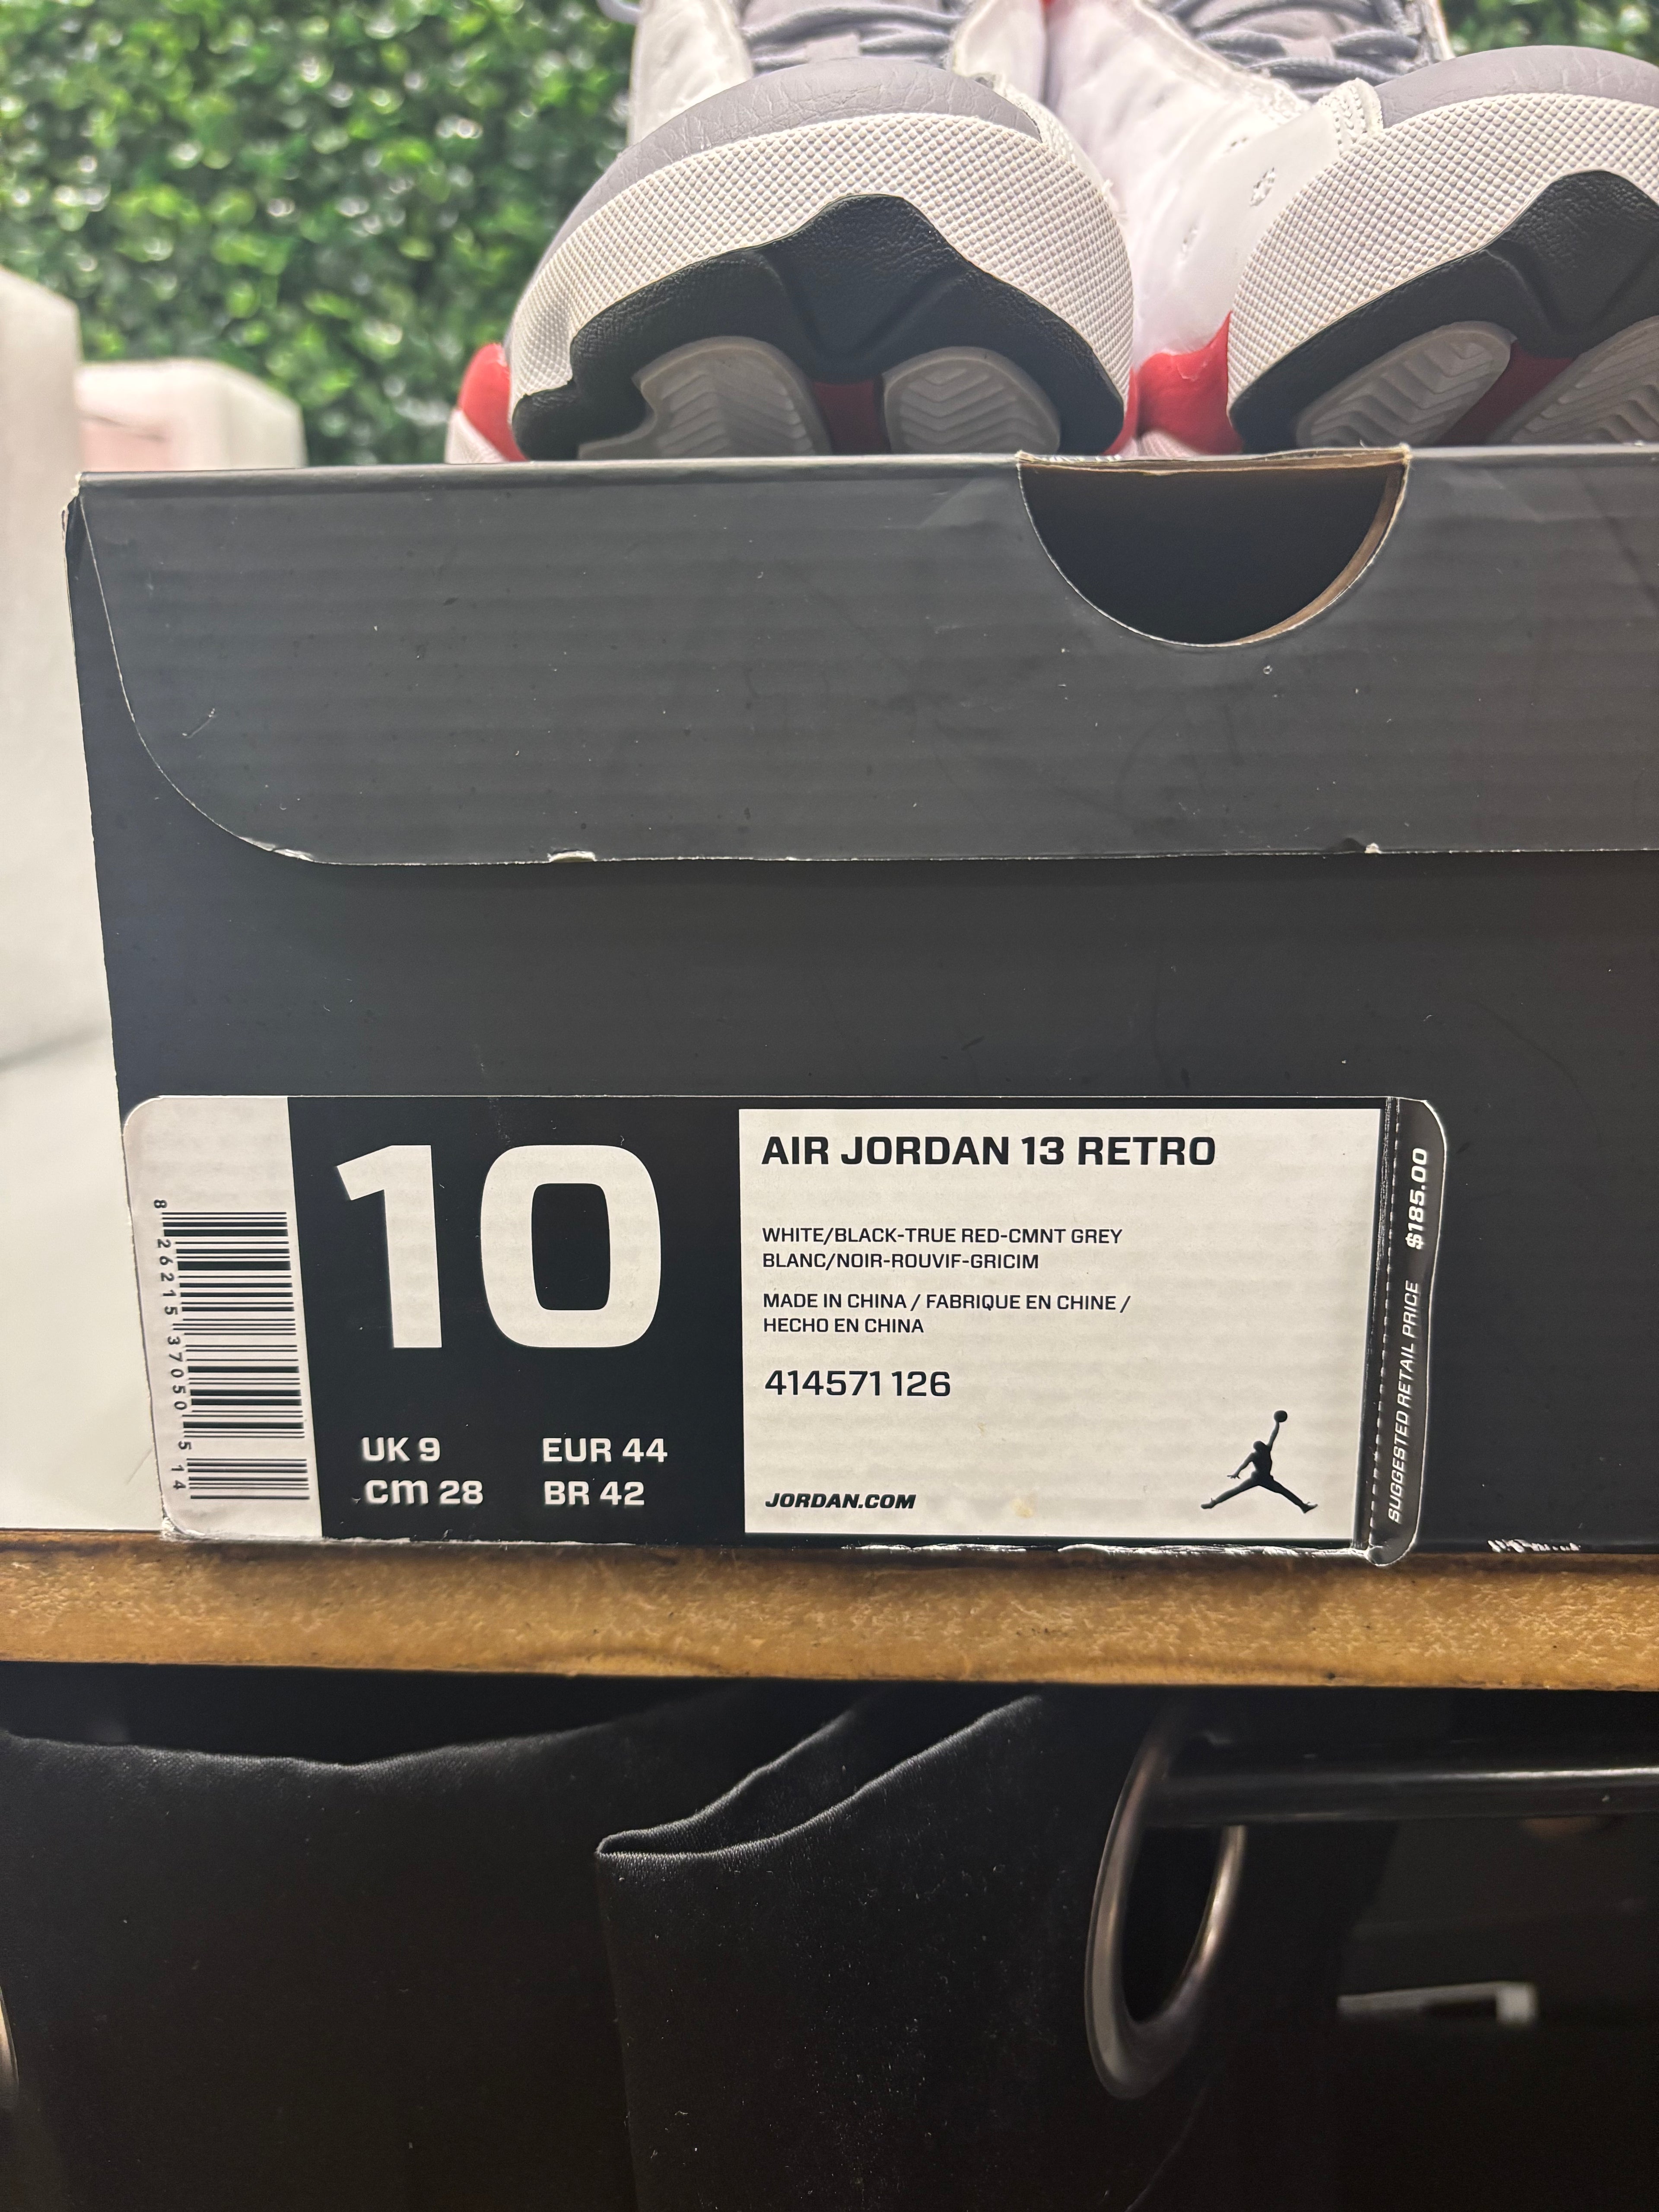 8 26215 37050 5 14
10
UK 9 EUR 44
cm 28 BR 42
AIR JORDAN 13 RETRO
WHITE/BLACK-TRUE RED-CMNT GREY
BLANC/NOIR-ROUVIF-GRICIM
MADE IN CHINA / FABRIQUE EN CHINE /
HECHO EN CHINA
414571 126
JORDAN.COM
SUGGESTED RETAIL PRICE $185.00